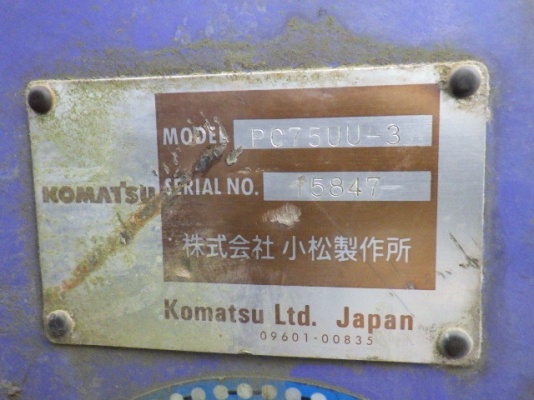 MODEL PC75UU-3
KOMATSU
SERIAL NO. 15847
株式会社 小松製作所
Komatsu Ltd. Japan
09601-00835